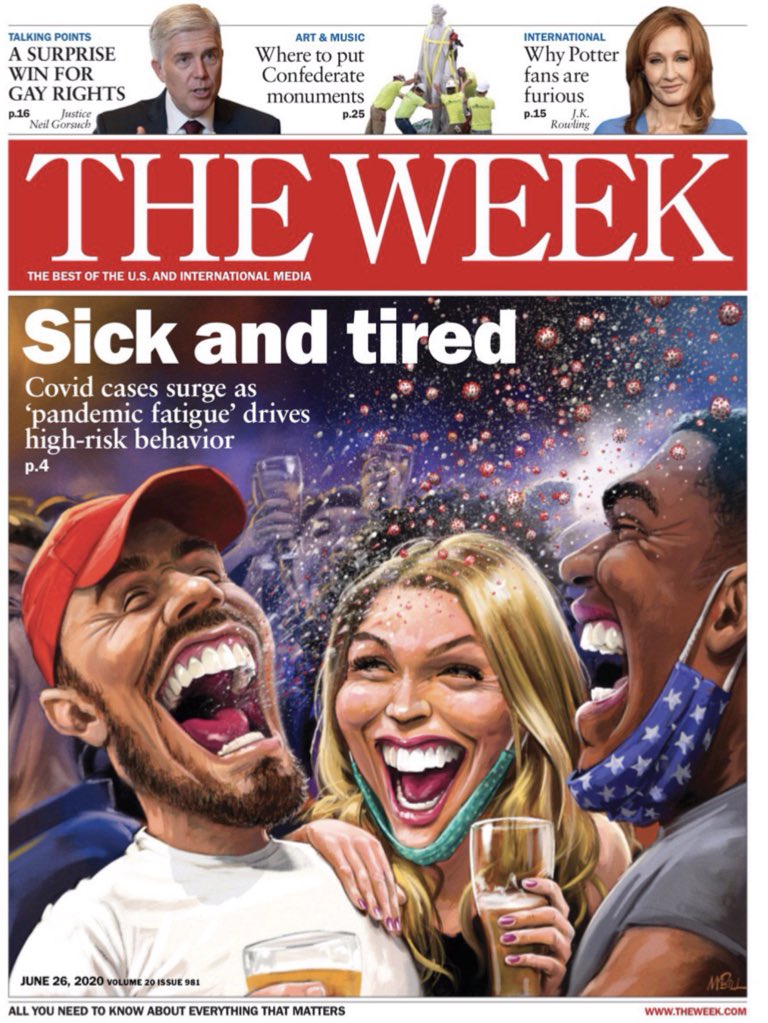 TALKING POINTS
A SURPRISE
WIN FOR
GAY RIGHTS
p.16
Justice
Neil Gorsuch
ART & MUSIC
Where to put
Confederate
monuments
p.25
INTERNATIONAL
Why Potter
fans are
furious
p.15
J.K.
Rowling
THE WEEK
THE BEST OF THE U.S. AND INTERNATIONAL MEDIA
Sick and tired
Covid cases surge as
‘pandemic fatigue’ drives
high-risk behavior
p.4
JUNE 26, 2020 VOLUME 20 ISSUE 981
ALL YOU NEED TO KNOW ABOUT EVERYTHING THAT MATTERS
WWW.THEWEEK.COM